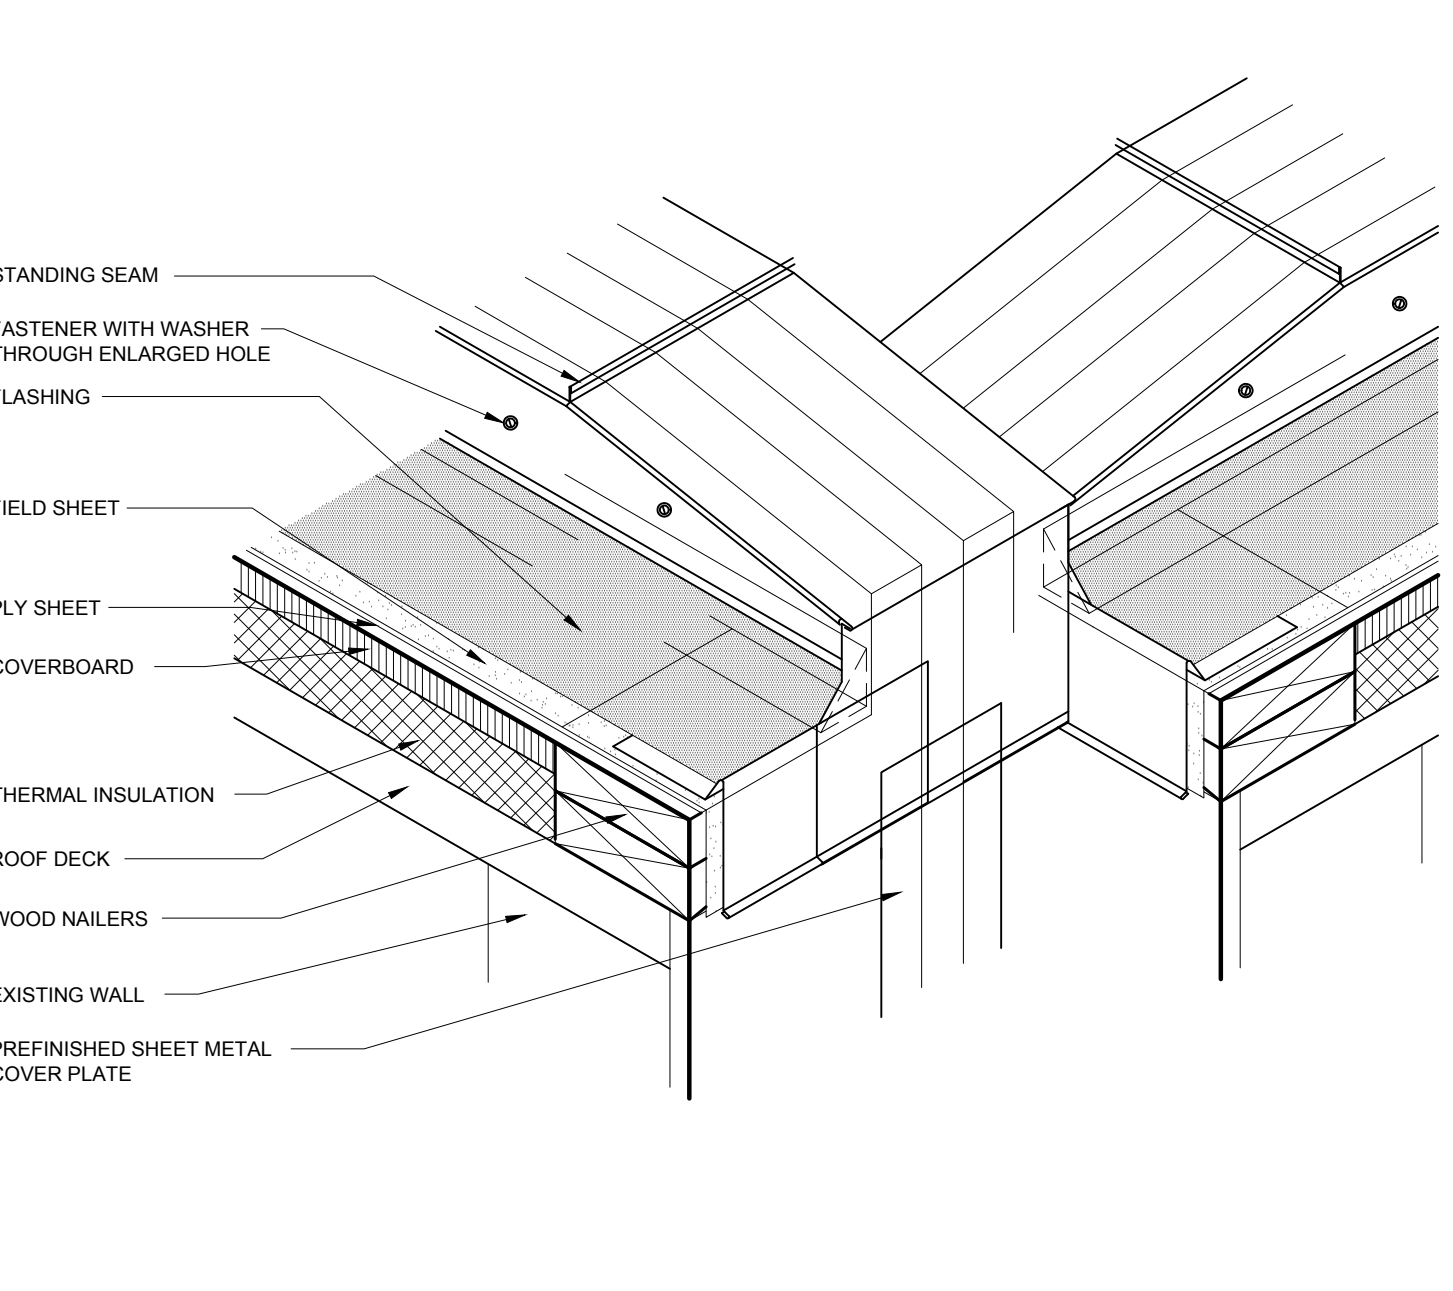 STANDING SEAM
FASTENER WITH WASHER
THROUGH ENLARGED HOLE
FLASHING
FIELD SHEET
PLY SHEET
COVERBOARD
THERMAL INSULATION
ROOF DECK
WOOD NAILERS
EXISTING WALL
PREFINISHED SHEET METAL
COVER PLATE